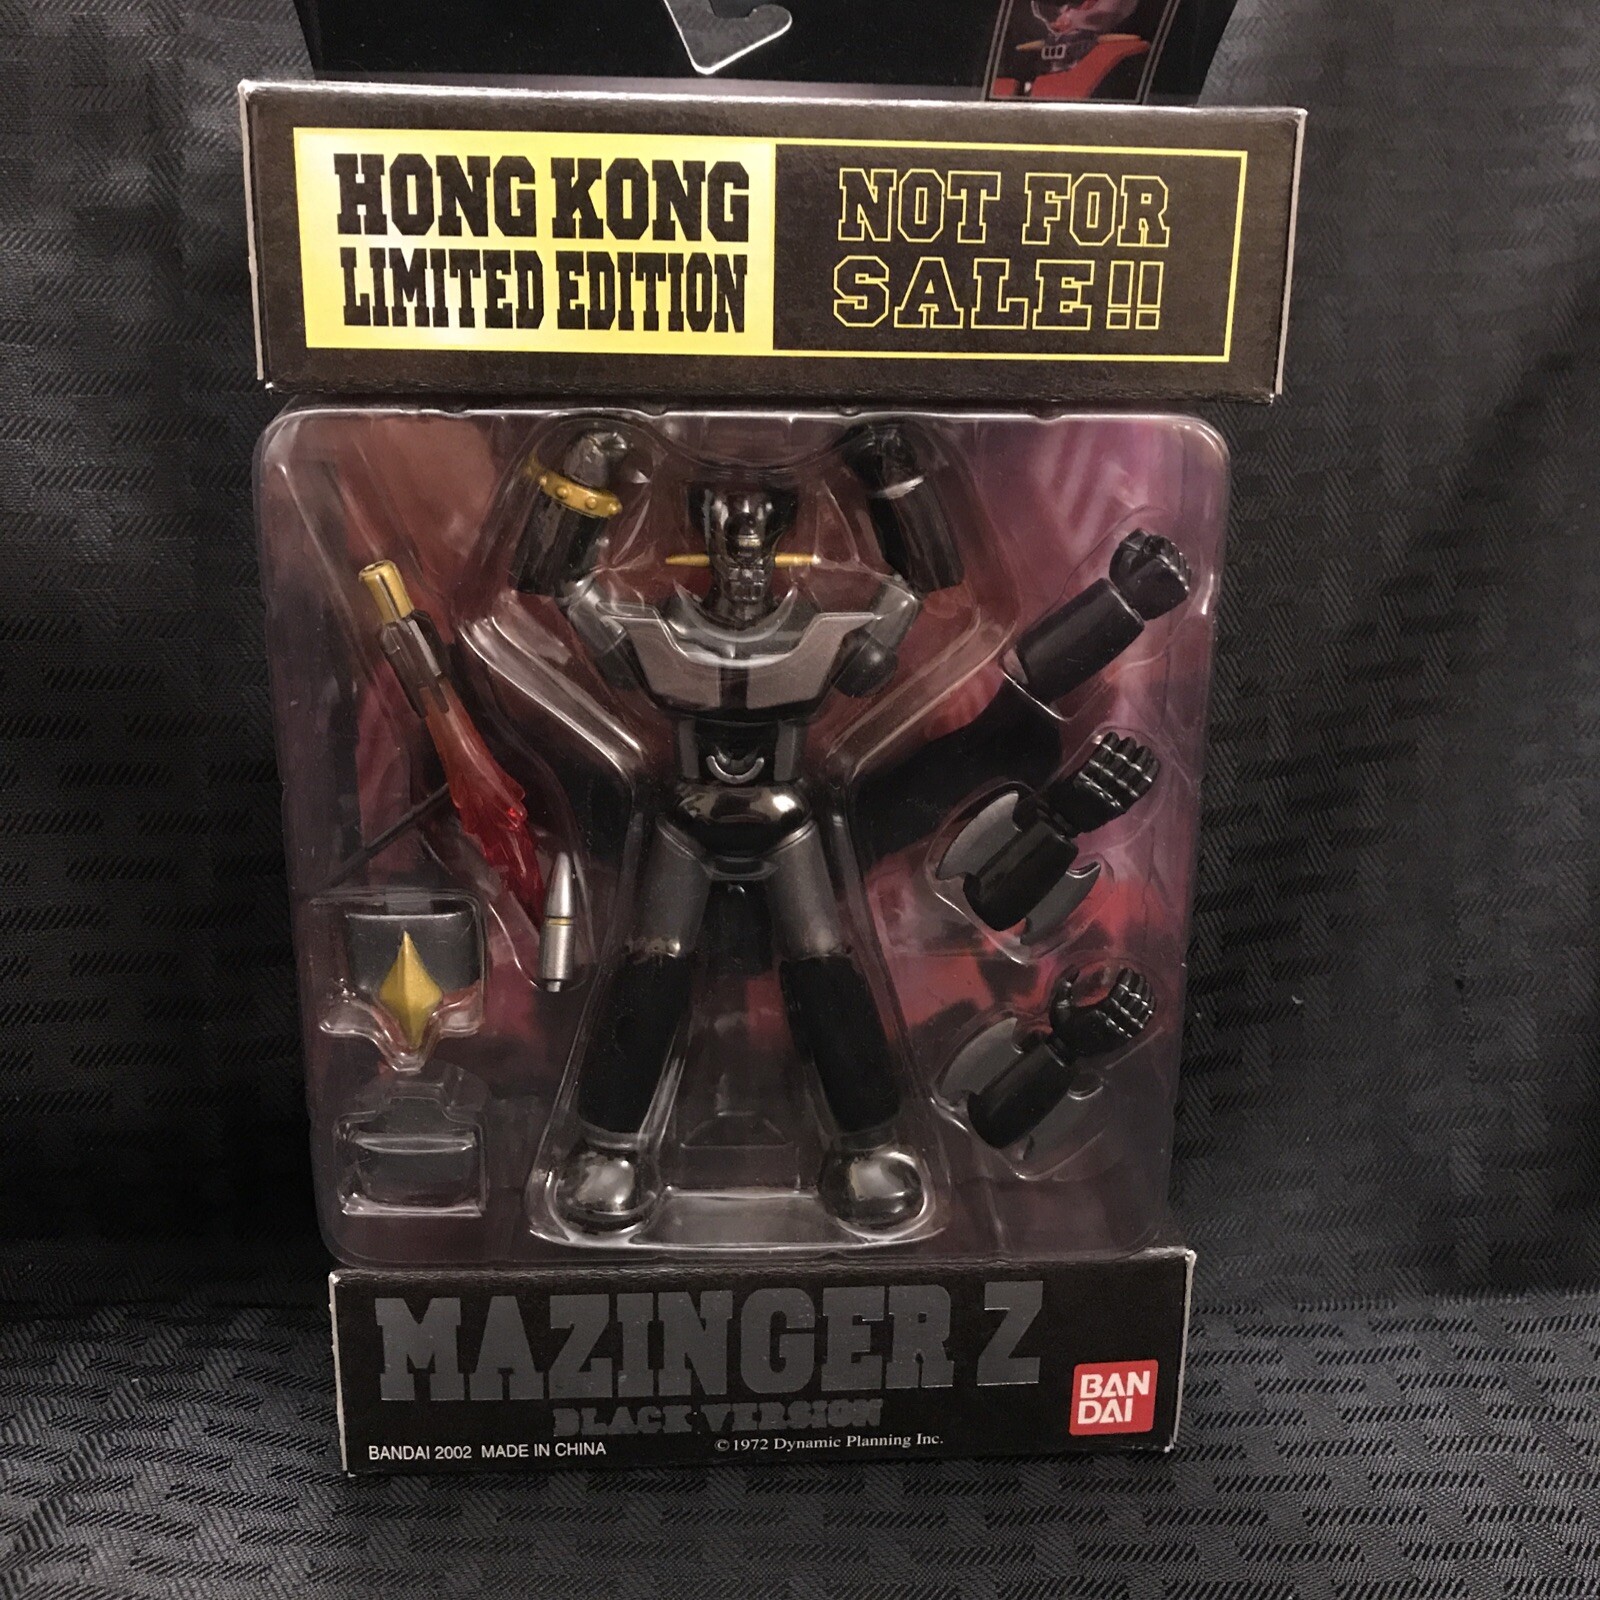 HONG KONG
LIMITED EDITION
NOT FOR
SALE!!
MAZINGER Z
BLACK VERSION
BAN
DAI
BANDAI 2002 MADE IN CHINA
©1972 Dynamic Planning Inc.